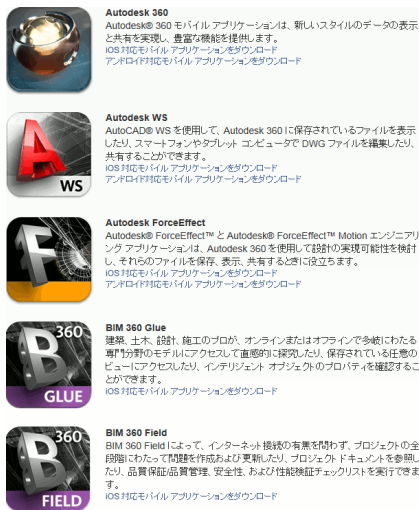 Autodesk 360
Autodesk® 360 モバイル アプリケーションは、新しいスタイルのデータの表示
と共有を実現し、豊富な機能を提供します。
iOS 対応モバイル アプリケーションをダウンロード
アンドロイド対応モバイル アプリケーションをダウンロード
Autodesk WS
AutoCAD® WS を使用して、Autodesk 360 に保存されているファイルを表示
したり、スマートフォンやタブレット コンピュータで DWG ファイルを編集したり、
共有することができます。
iOS 対応モバイル アプリケーションをダウンロード
アンドロイド対応モバイル アプリケーションをダウンロード
A
WS
Autodesk ForceEffect
Autodesk® ForceEffect™ と Autodesk® ForceEffect™ Motion エンジニアリ
ング アプリケーションは、Autodesk 360 を使用して設計の実現可能性を検討
し、それらのファイルを保存、表示、共有するときに役立ちます。
iOS 対応モバイル アプリケーションをダウンロード
アンドロイド対応モバイル アプリケーションをダウンロード
F
BIM 360 Glue
建築、土木、設計、施工のプロが、オンラインまたはオフラインで多岐にわたる
専門分野のモデルにアクセスして直感的に探究したり、保存されている任意の
ビューにアクセスしたり、インテリジェント オブジェクトのプロパティを確認するこ
とができます。
iOS 対応モバイル アプリケーションをダウンロード
360
B
GLUE
BIM 360 Field
BIM 360 Field によって、インターネット接続の有無を問わず、プロジェクトの全
段階にわたって問題を作成および更新したり、プロジェクト ドキュメントを参照し
たり、品質保証/品質管理、安全性、および性能検証チェックリストを実行できま
す。
iOS 対応モバイル アプリケーションをダウンロード
360
B
FIELD